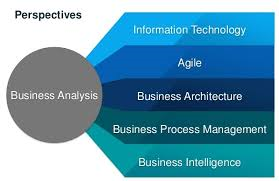 Perspectives
Information Technology
Agile
Business Analysis
Business Architecture
Business Process Management
Business Intelligence